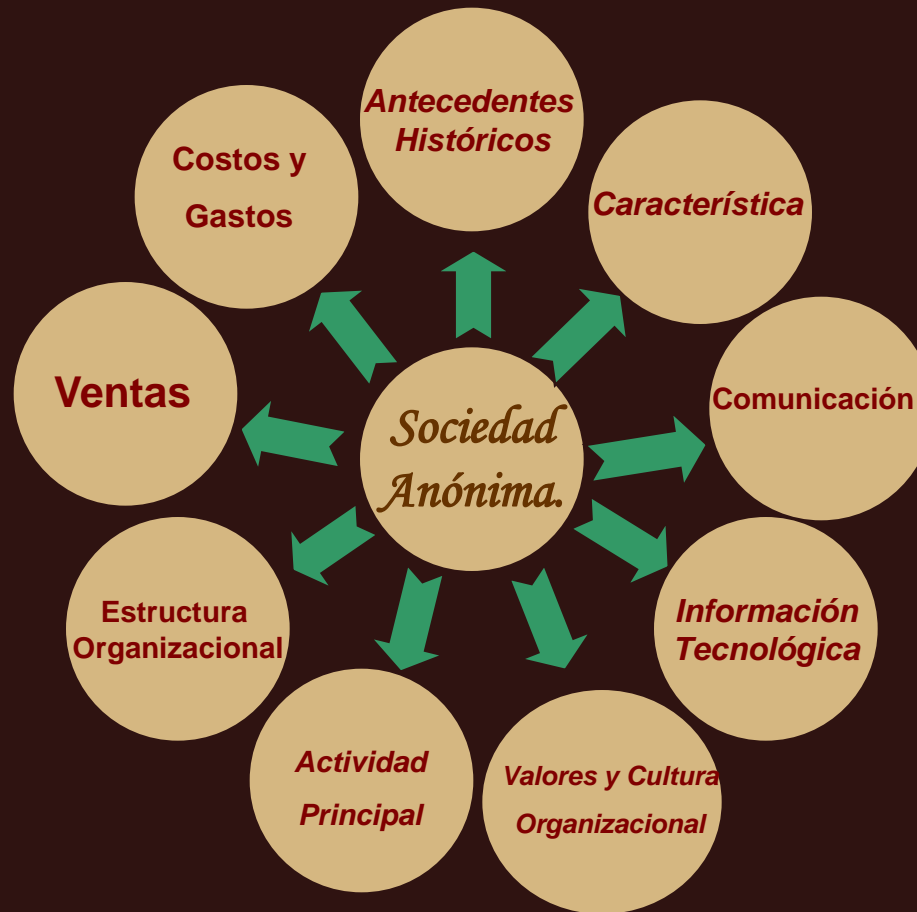 Antecedentes
Históricos
Costos y
Gastos
Característica
Ventas
Comunicación
Sociedad
Anónima.
Estructura
Organizacional
Información
Tecnológica
Actividad
Principal
Valores y Cultura
Organizacional